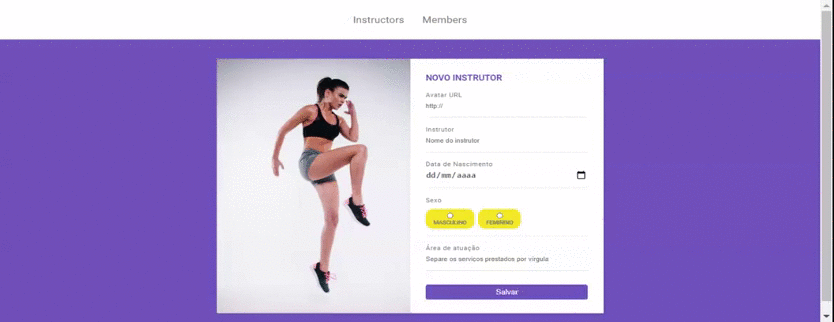 Instructors Members
NOVO INSTRUTOR
Avatar URL
http://
Instrutor
Nome do instrutor
Data de Nascimento
dd/mm/aaaa
Sexo
MASCULINO FEMININO
Área de atuação
Separe os serviços prestados por vírgula
Salvar